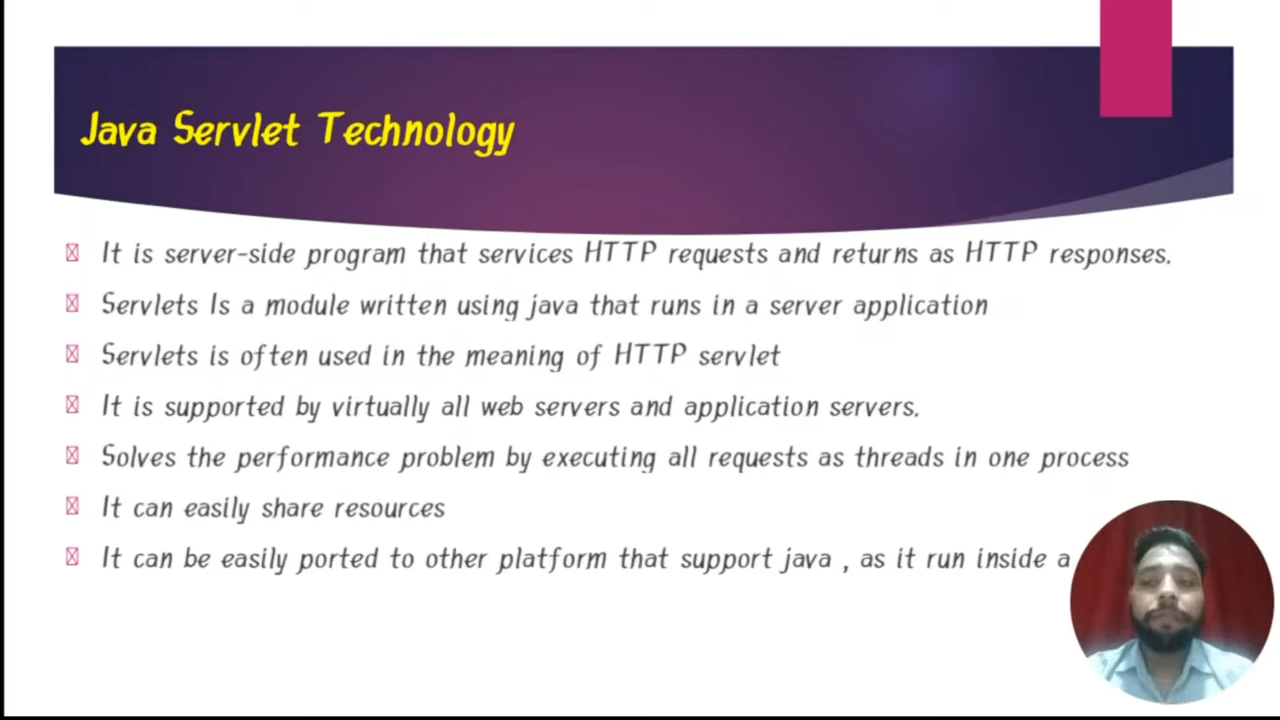 Java Servlet Technology
It is server-side program that services HTTP requests and returns as HTTP responses.
Servlets Is a module written using java that runs in a server application
Servlets is often used in the meaning of HTTP servlet
It is supported by virtually all web servers and application servers.
Solves the performance problem by executing all requests as threads in one process
It can easily share resources
It can be easily ported to other platform that support java , as it run inside a